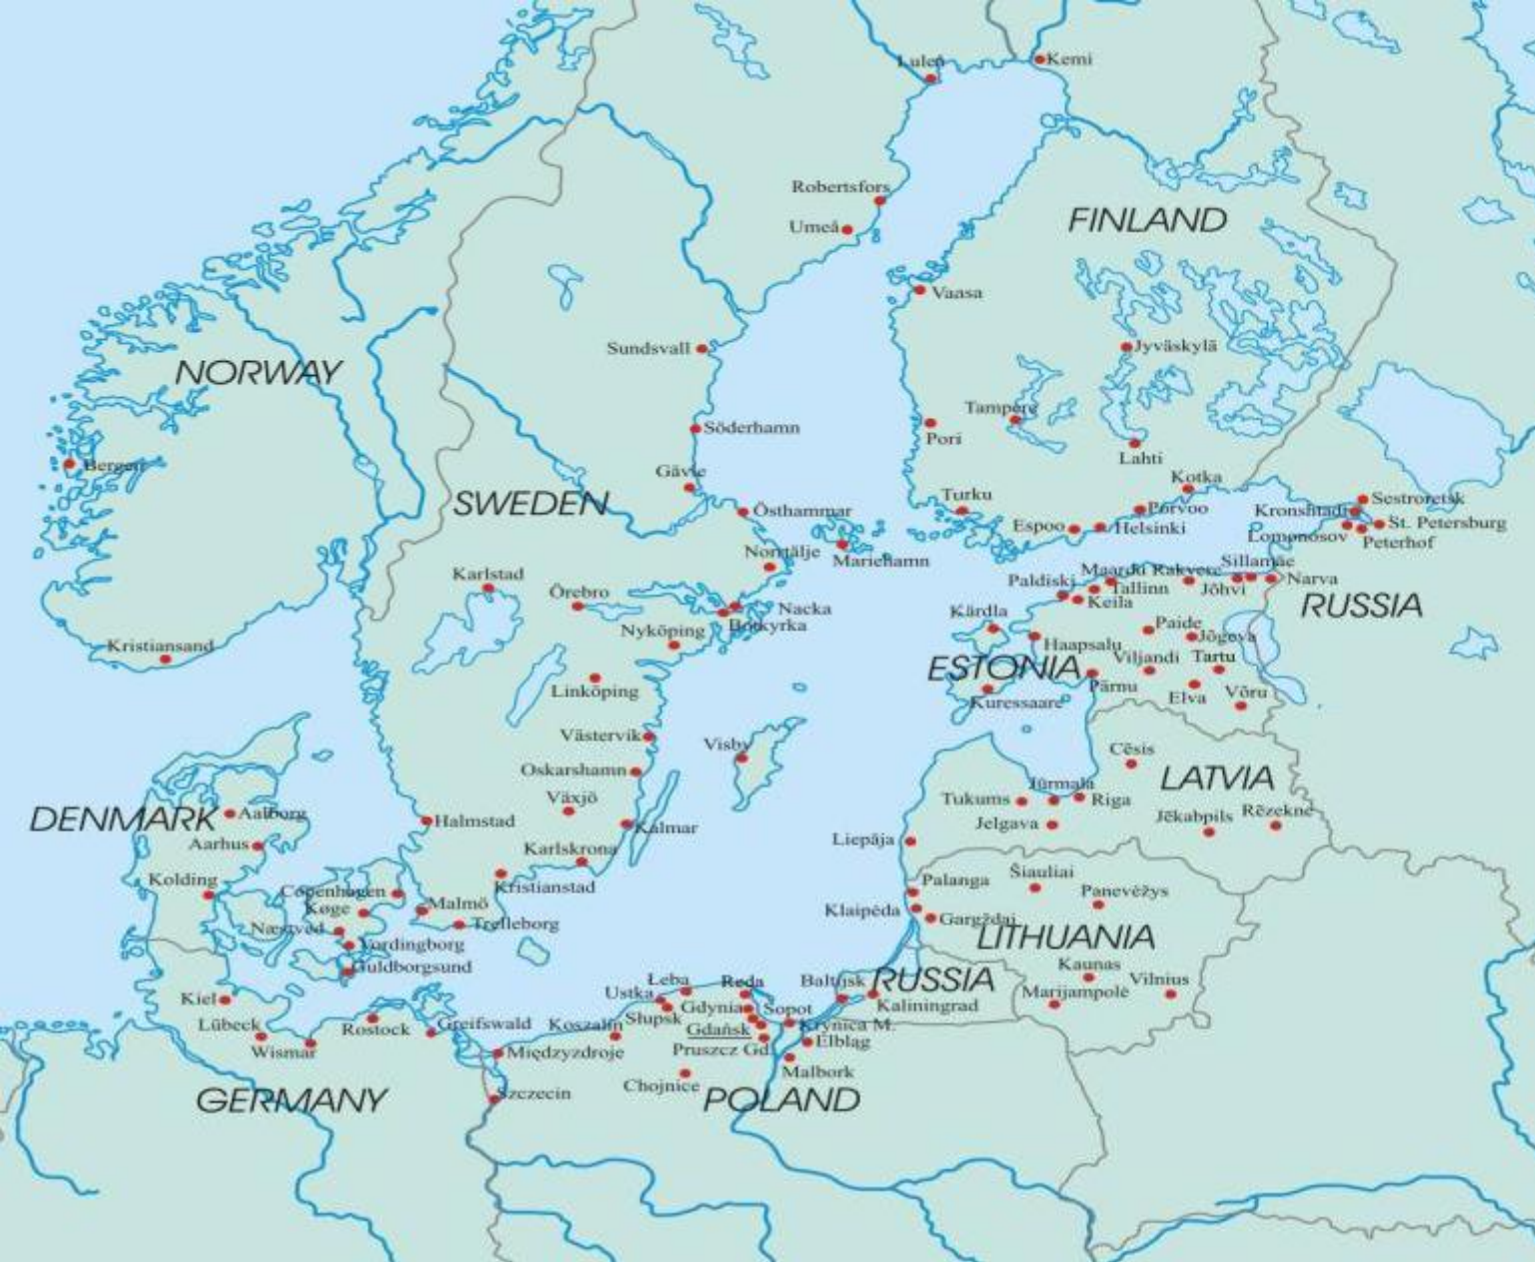 Luleå
Kemi
Robertsfors
Umeå
FINLAND
Vaasa
Sundsvall
Jyväskylä
NORWAY
Tampere
Pori
Söderhamn
Lahti
Bergen
Gävle
Kotka
SWEDEN
Turku
Sestroretsk
Östhammar
Porvoo
Kronshtadt
Espoo
Helsinki
St. Petersburg
Lomonosov
Peterhof
Norrtälje
Mariehamn
Karlstad
Maardu
Rakvere
Sillamäe
Paldiski
Tallinn
Jõhvi
Narva
Örebro
Keila
RUSSIA
Nacka
Kärdla
Botkyrka
Nyköping
Paide
Jõgeva
Kristiansand
Haapsalu
Viljandi
Tartu
ESTONIA
Linköping
Pärnu
Elva
Võru
Kuressaare
Västervik
Visby
Cēsis
Oskarshamn
LATVIA
Jūrmala
Växjö
Tukums
Riga
DENMARK
Aalborg
Halmstad
Kalmar
Jelgava
Jēkabpils
Rēzekne
Aarhus
Karlskrona
Liepāja
Kolding
Copenhagen
Kristianstad
Palanga
Šiauliai
Panevėžys
Køge
Malmö
Klaipėda
Gargždai
Næstved
Trelleborg
LITHUANIA
Vordingborg
Guldborgsund
Kaunas
Łeba
Reda
Baltijsk
RUSSIA
Marijampolė
Vilnius
Kiel
Ustka
Gdynia
Sopot
Kaliningrad
Lübeck
Rostock
Greifswald
Koszalin
Słupsk
Gdańsk
Krynica M.
Wismar
Międzyzdroje
Pruszcz Gd.
Elbląg
Malbork
Chojnice
GERMANY
Szczecin
POLAND